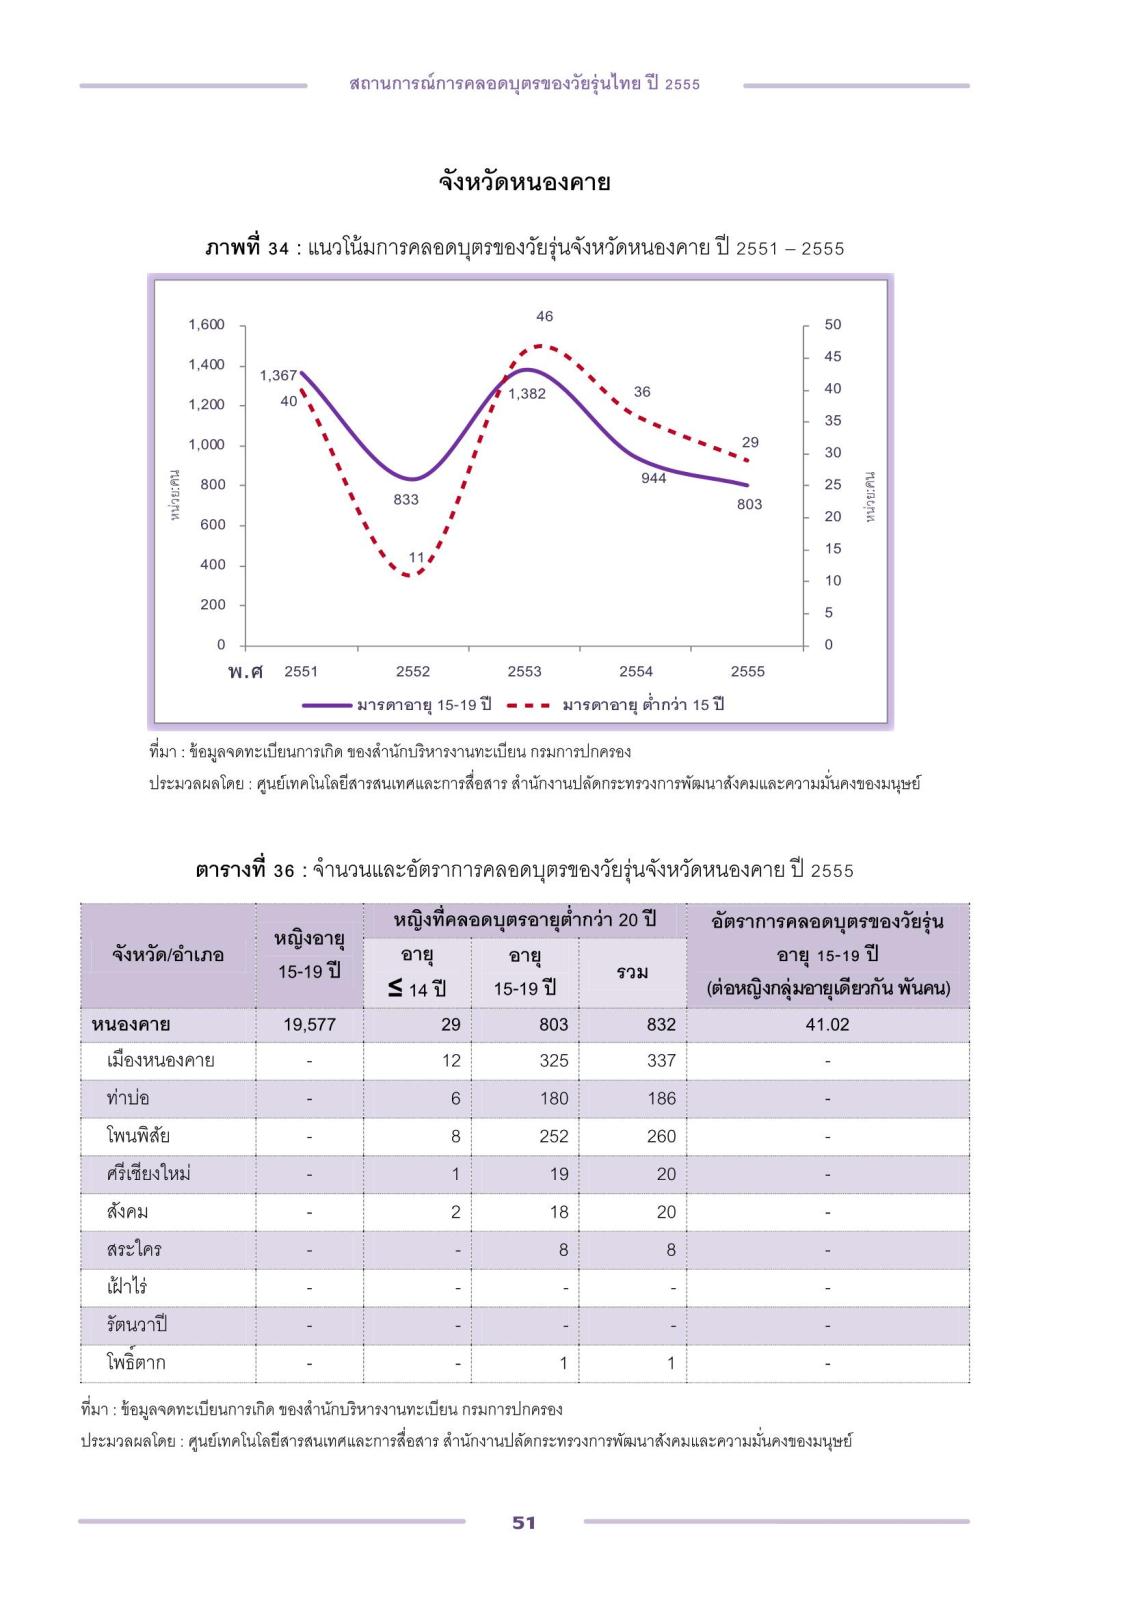 สถานการณ์การคลอดบุตรของวัยรุ่นไทย ปี 2555
จังหวัดหนองคาย
ภาพที่ 34 : แนวโน้มการคลอดบุตรของวัยรุ่นจังหวัดหนองคาย ปี 2551 – 2555
1,600
1,400
1,200
1,000
800
600
400
200
0
หน่วย:คน
1,367
40
833
11
46
1,382
36
944
29
803
50
45
40
35
30
25
20
15
10
5
0
หน่วย:คน
พ.ศ 2551 2552 2553 2554 2555
มารดาอายุ 15-19 ปี มารดาอายุ ต่ำกว่า 15 ปี
ที่มา : ข้อมูลจดทะเบียนการเกิด ของสำนักบริหารงานทะเบียน กรมการปกครอง
ประมวลผลโดย : ศูนย์เทคโนโลยีสารสนเทศและการสื่อสาร สำนักงานปลัดกระทรวงการพัฒนาสังคมและความมั่นคงของมนุษย์
ตารางที่ 36 : จำนวนและอัตราการคลอดบุตรของวัยรุ่นจังหวัดหนองคาย ปี 2555
จังหวัด/อำเภอ
หญิงอายุ
15-19 ปี
หญิงที่คลอดบุตรอายุต่ำกว่า 20 ปี
อายุ
≤ 14 ปี
อายุ
15-19 ปี
รวม
อัตราการคลอดบุตรของวัยรุ่น
อายุ 15-19 ปี
(ต่อหญิงกลุ่มอายุเดียวกัน พันคน)
หนองคาย 19,577 29 803 832 41.02
เมืองหนองคาย - 12 325 337 -
ท่าบ่อ - 6 180 186 -
โพนพิสัย - 8 252 260 -
ศรีเชียงใหม่ - 1 19 20 -
สังคม - 2 18 20 -
สระใคร - - 8 8 -
เฝ้าไร่ - - - - -
รัตนวาปี - - - - -
โพธิ์ตาก - - 1 1 -
ที่มา : ข้อมูลจดทะเบียนการเกิด ของสำนักบริหารงานทะเบียน กรมการปกครอง
ประมวลผลโดย : ศูนย์เทคโนโลยีสารสนเทศและการสื่อสาร สำนักงานปลัดกระทรวงการพัฒนาสังคมและความมั่นคงของมนุษย์
51